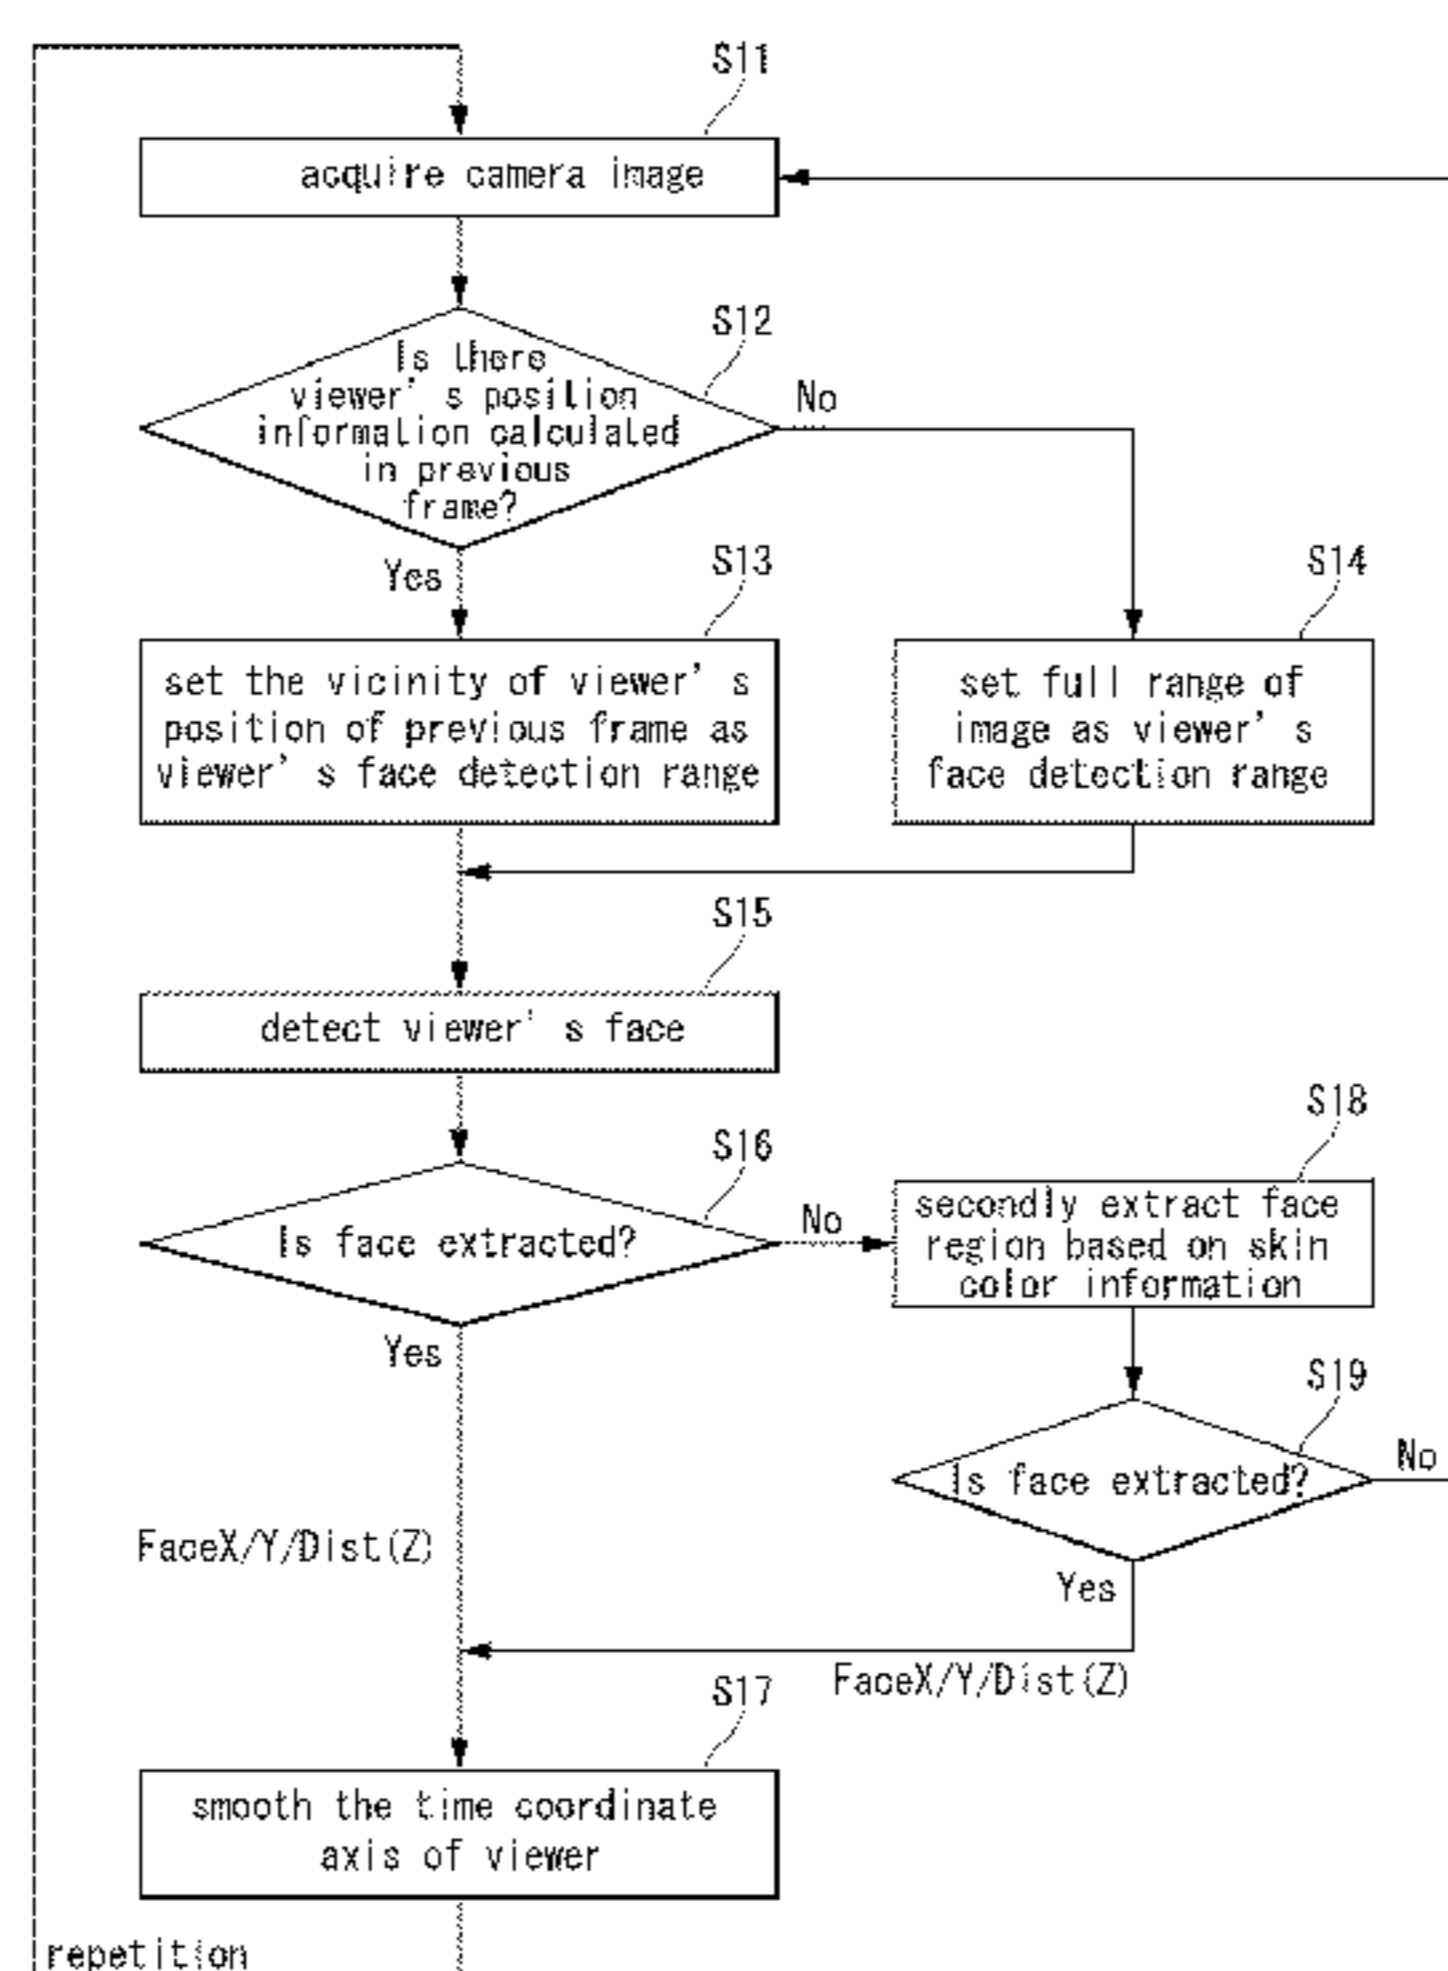 S11
acquire camera image
S12
Is there
viewer's position
information calculated
in previous
frame?
No
Yes
S13
S14
set the vicinity of viewer's
position of previous frame as
viewer's face detection range
set full range of
image as viewer's
face detection range
S15
detect viewer's face
S16
Is face extracted?
No
Yes
S18
secondly extract face
region based on skin
color information
S19
Is face extracted?
No
Yes
FaceX/Y/Dist(Z)
FaceX/Y/Dist(Z)
S17
smooth the time coordinate
axis of viewer
repetition